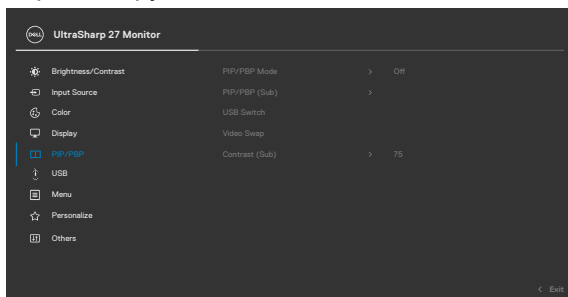 DELL UltraSharp 27 Monitor
Brightness/Contrast PIP/PBP Mode > Off
Input Source PIP/PBP (Sub) >
Color USB Switch
Display Video Swap
PIP/PBP Contrast (Sub) > 75
USB
Menu
Personalize
Others
< Exit